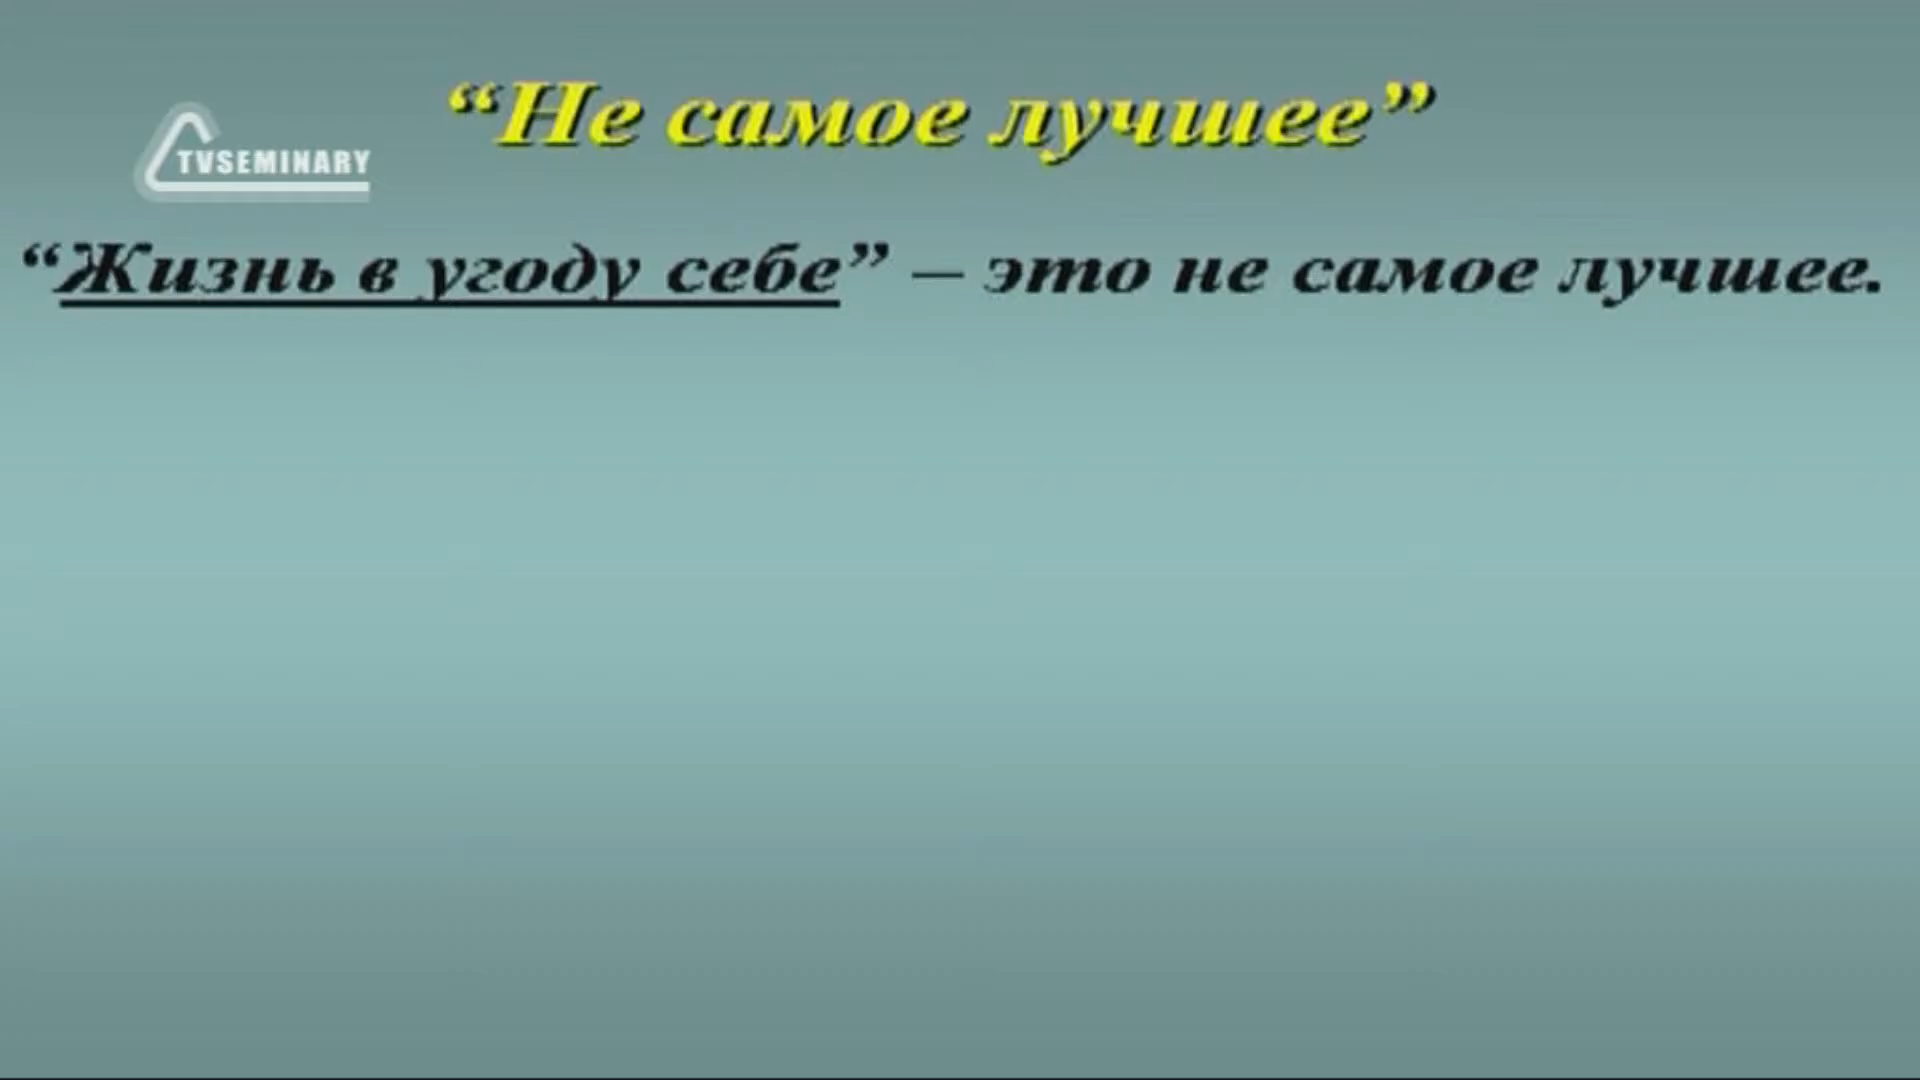 “Не самое лучшее”
TVSEMINARY
“Жизнь в угоду себе” – это не самое лучшее.